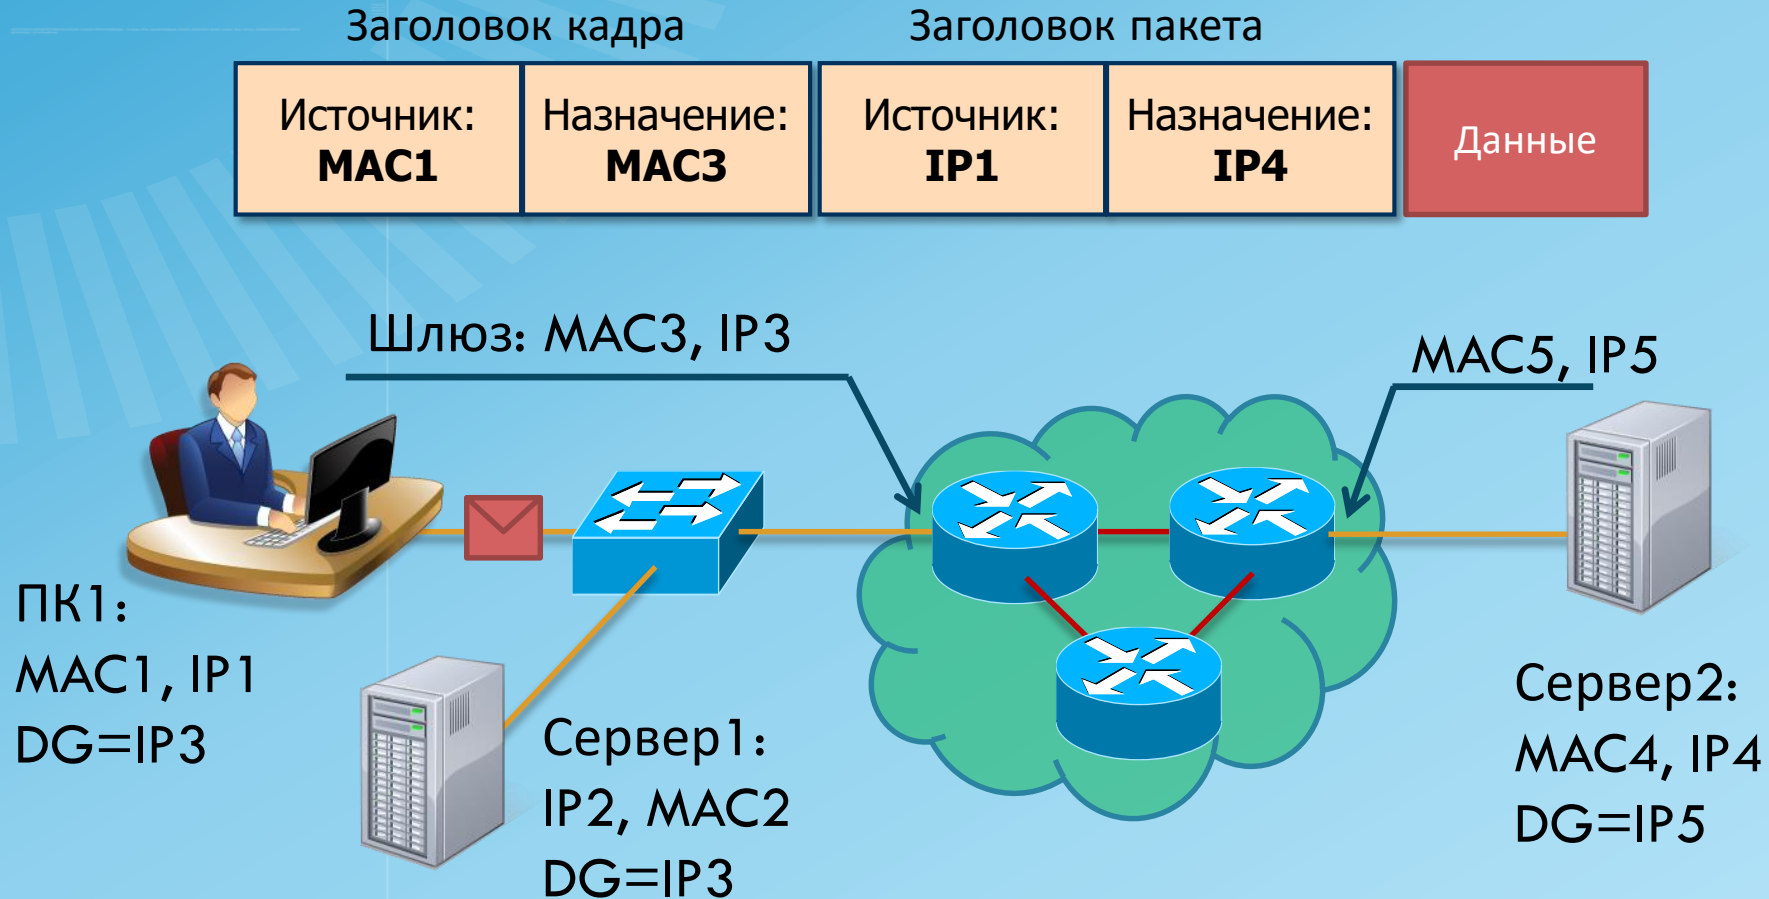 Заголовок кадра
Заголовок пакета
Источник:
MAC1
Назначение:
MAC3
Источник:
IP1
Назначение:
IP4
Данные
Шлюз: MAC3, IP3
MAC5, IP5
ПК1:
MAC1, IP1
DG=IP3
Сервер1:
IP2, MAC2
DG=IP3
Сервер2:
MAC4, IP4
DG=IP5